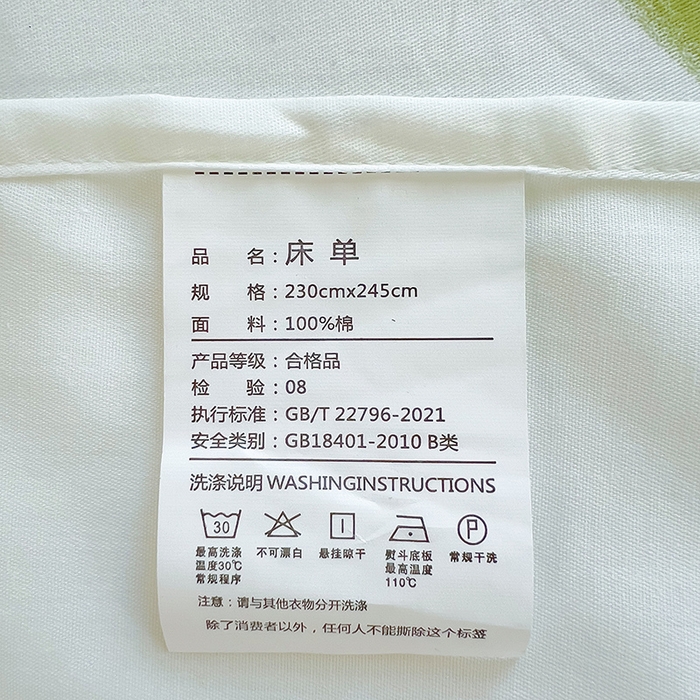 品 名：床 单
规 格：230cmx245cm
面 料：100%棉
产品等级：合格品
检 验：08
执行标准：GB/T 22796-2021
安全类别：GB18401-2010 B类
洗涤说明 WASHINGINSTRUCTIONS
30
P
最高洗涤 不可漂白 悬挂晾干 熨斗底板 常规干洗
温度30℃ 最高温度
常规程序 110℃
注意：请与其他衣物分开洗涤
除了消费者以外，任何人不能撕除这个标签